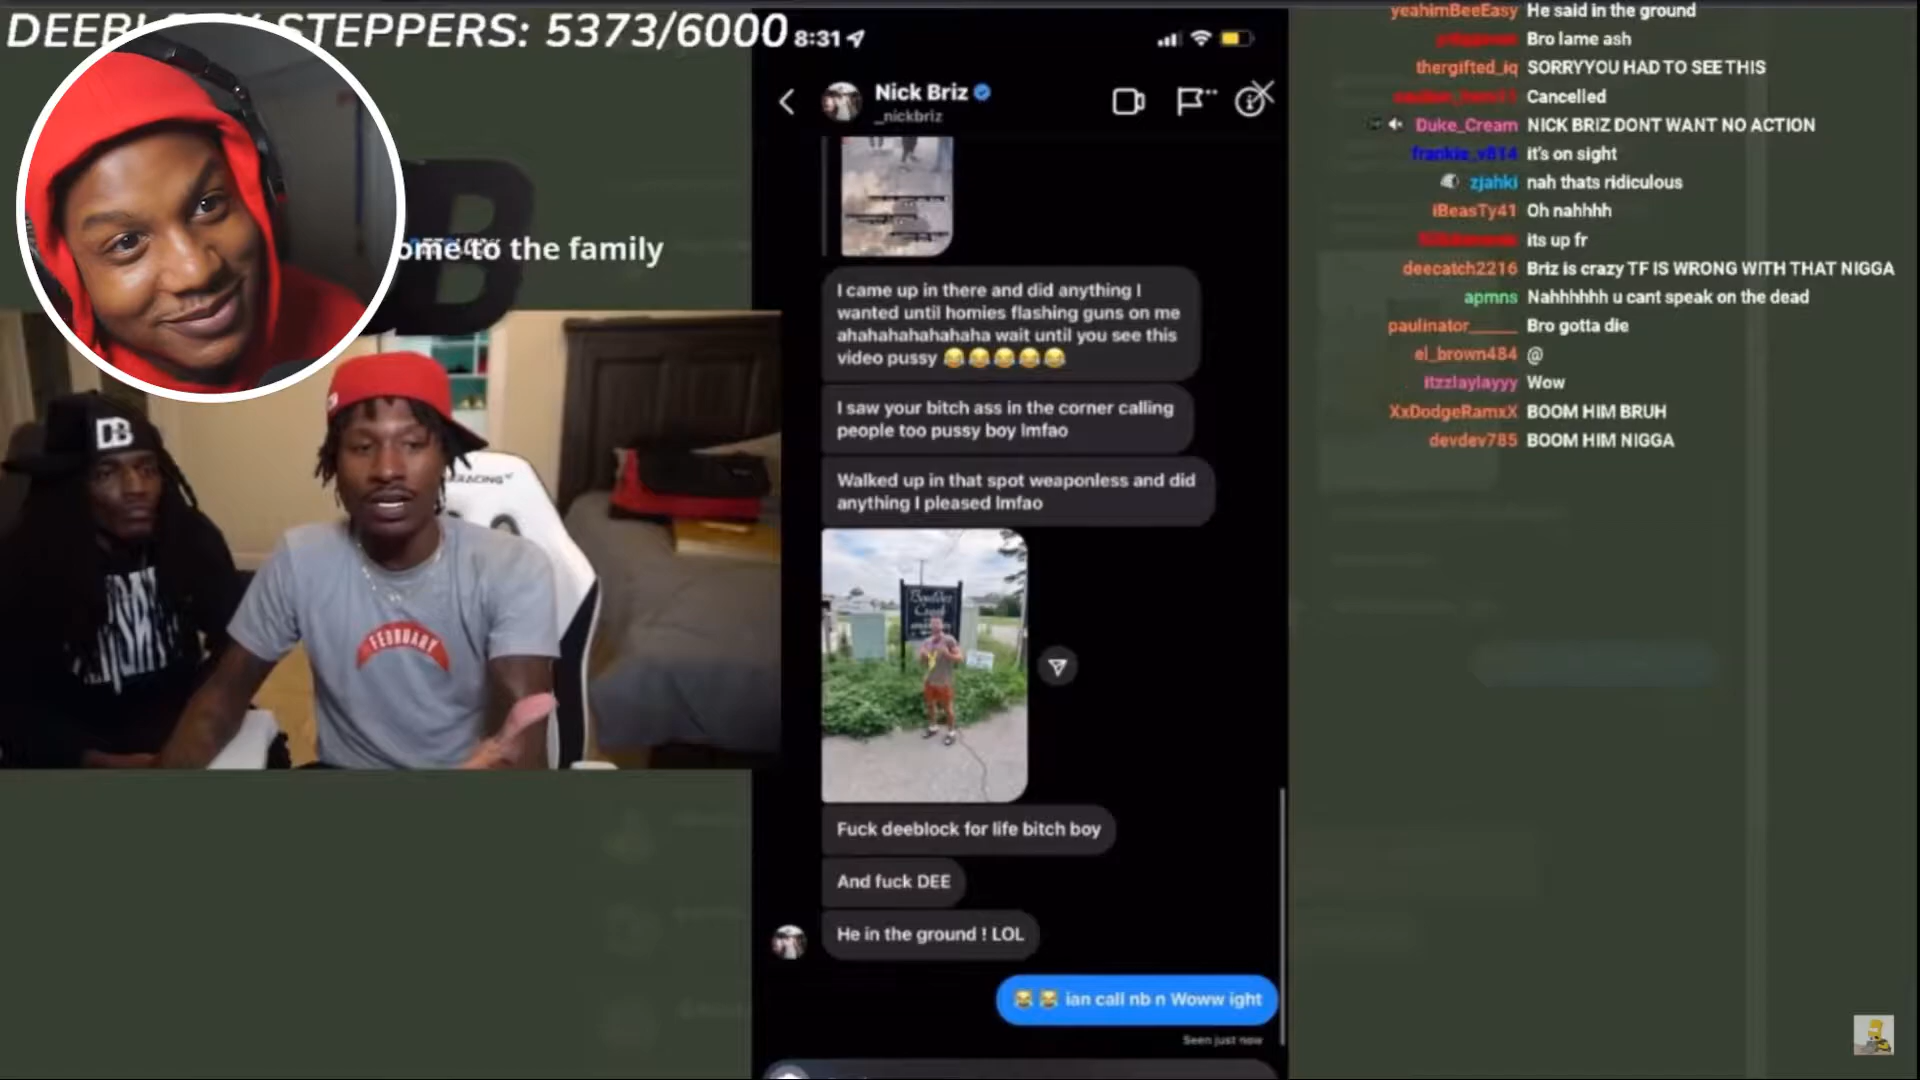 STEPPERS: 5373/6000
ome to the family
DB
RACING
FEBRUARY
8:31
Nick Briz
_nickbriz
I came up in there and did anything I
wanted until homies flashing guns on me
ahahahahahahaha wait until you see this
video pussy 😂😂😂😂😂
I saw your bitch ass in the corner calling
people too pussy boy lmfao
Walked up in that spot weaponless and did
anything I pleased lmfao
Boulder
Creek
Fuck deeblock for life bitch boy
And fuck DEE
He in the ground ! LOL
😹 😹 ian call nb n Woww ight
Seen just now
yeahimBeeEasy He said in the ground
Bro lame ash
thergifted_iq SORRYYOU HAD TO SEE THIS
Cancelled
Duke_Cream NICK BRIZ DONT WANT NO ACTION
frankie_v814 it's on sight
zjahki nah thats ridiculous
iBeasTy41 Oh nahhhh
its up fr
deecatch2216 Briz is crazy TF IS WRONG WITH THAT NIGGA
apmns Nahhhhhh u cant speak on the dead
paulinator______ Bro gotta die
el_brown484 @
itzzlaylayyy Wow
XxDodgeRamxX BOOM HIM BRUH
devdev785 BOOM HIM NIGGA